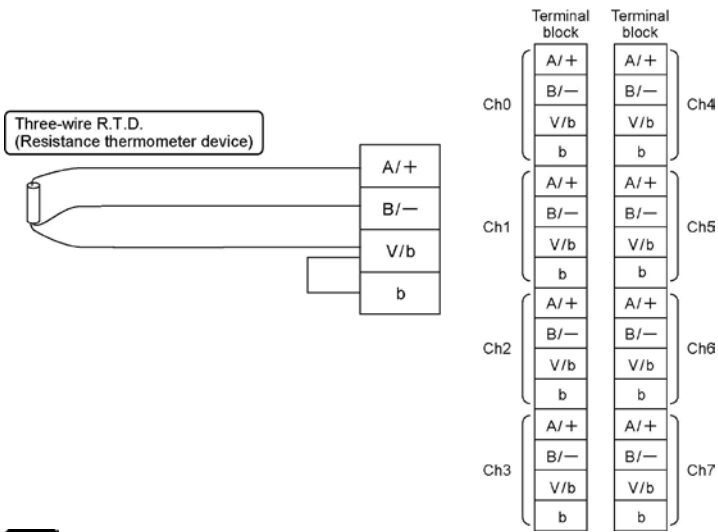 Three-wire R.T.D.
(Resistance thermometer device)
A/+
B/—
V/b
b
Terminal
block
Terminal
block
Ch0
A/+
B/—
V/b
b
A/+
B/—
V/b
b
Ch4
Ch1
A/+
B/—
V/b
b
A/+
B/—
V/b
b
Ch5
Ch2
A/+
B/—
V/b
b
A/+
B/—
V/b
b
Ch6
Ch3
A/+
B/—
V/b
b
A/+
B/—
V/b
b
Ch7